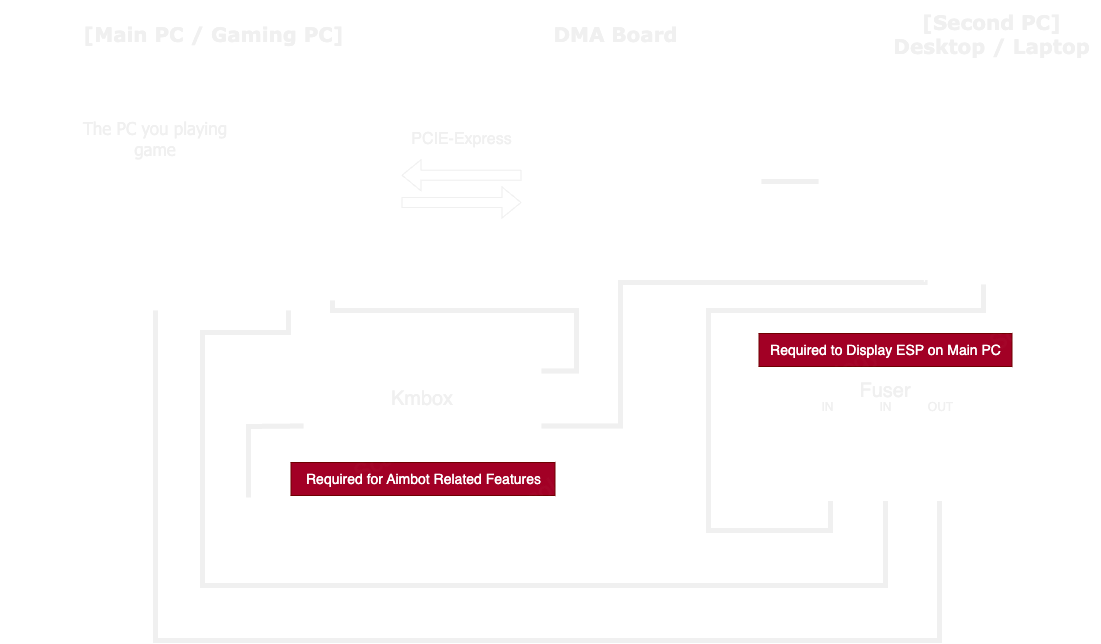 [Main PC / Gaming PC]
DMA Board
[Second PC]
Desktop / Laptop
The PC you playing
game
PCIE-Express
Required to Display ESP on Main PC
Kmbox
Fuser
IN
IN
OUT
Required for Aimbot Related Features